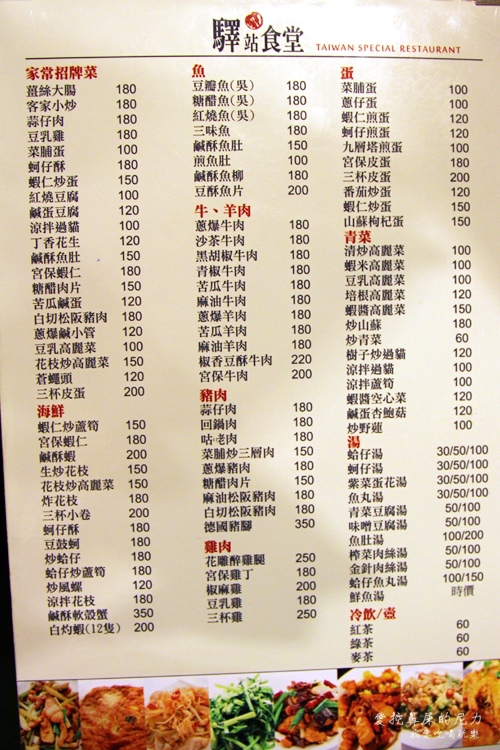 驛站食堂 TAIWAN SPECIAL RESTAURANT
家常招牌菜
薑絲大腸 180
客家小炒 180
蒜仔肉 180
豆乳雞 180
菜脯蛋 100
蚵仔酥 180
蝦仁炒蛋 150
紅燒豆腐 100
鹹蛋豆腐 120
涼拌過貓 100
丁香花生 120
鹹酥魚肚 150
宮保蝦仁 180
糖醋肉片 150
苦瓜鹹蛋 120
白切松阪豬肉 180
蔥爆鹹小管 120
豆乳高麗菜 100
花枝炒高麗菜 150
蒼蠅頭 120
三杯皮蛋 200
海鮮
蝦仁炒蘆筍 150
宮保蝦仁 180
鹹酥蝦 200
生炒花枝 180
花枝炒高麗菜 150
炸花枝 180
三杯小卷 200
蚵仔酥 180
豆鼓蚵 180
炒蛤仔 180
蛤仔炒蘆筍 180
炒風螺 120
涼拌花枝 180
鹹酥軟殼蟹 350
白灼蝦(12隻) 200
魚
豆瓣魚(吳) 180
糖醋魚(吳) 180
紅燒魚(吳) 180
三味魚 180
鹹酥魚肚 150
煎魚肚 100
鹹酥魚柳 180
豆酥魚片 200
牛、羊肉
蔥爆牛肉 180
沙茶牛肉 180
黑胡椒牛肉 180
青椒牛肉 180
苦瓜牛肉 180
麻油牛肉 180
蔥爆羊肉 180
苦瓜羊肉 180
麻油羊肉 180
椒香豆酥牛肉 220
宮保牛肉 200
豬肉
蒜仔肉 180
回鍋肉 180
咕咾肉 180
菜脯炒三層肉 150
蔥爆豬肉 180
糖醋肉片 150
麻油松阪豬肉 180
白切松阪豬肉 180
德國豬腳 350
雞肉
花雕醉雞腿 250
宮保雞丁 180
椒麻雞 200
豆乳雞 180
三杯雞 250
蛋
菜脯蛋 100
蔥仔蛋 100
蝦仁煎蛋 120
蚵仔煎蛋 120
九層塔煎蛋 100
宮保皮蛋 180
三杯皮蛋 200
番茄炒蛋 120
蝦仁炒蛋 150
山蘇枸杞蛋 150
青菜
清炒高麗菜 100
蝦米高麗菜 100
豆乳高麗菜 100
培根高麗菜 120
蝦醬高麗菜 150
炒山蘇 180
炒青菜 60
樹子炒過貓 120
涼拌過貓 100
涼拌蘆筍 100
蝦醬空心菜 120
鹹蛋杏鮑菇 120
炒野蓮 100
湯
蛤仔湯 30/50/100
蚵仔湯 30/50/100
紫菜蛋花湯 30/50/100
魚丸湯 30/50/100
青菜豆腐湯 50/100
味噌豆腐湯 50/100
魚肚湯 100/200
榨菜肉絲湯 50/100
金針肉絲湯 50/100
蛤仔魚丸湯 100/150
鮮魚湯 時價
冷飲/壺
紅茶 60
綠茶 60
麥茶 60
愛挖鼻屎的尼力